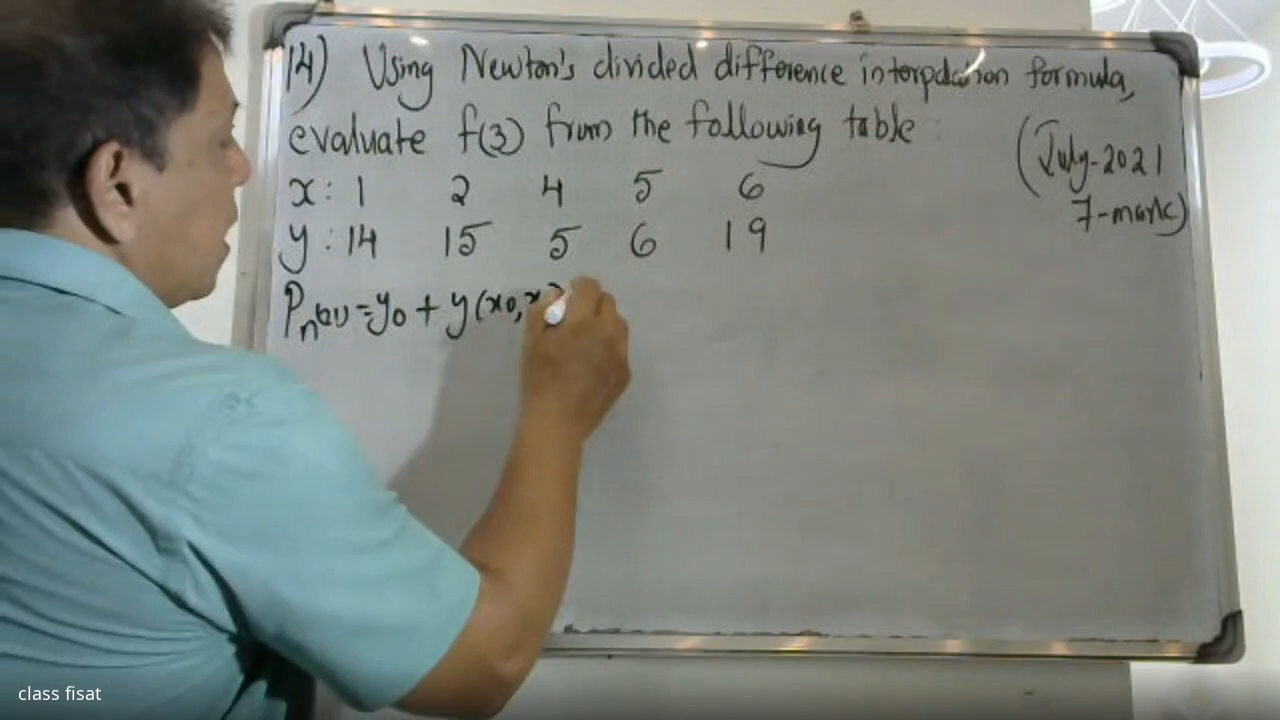 14) Using Newton's divided difference interpolation formula,
evaluate f(3) from the following table :
(July-2021
7-mark)
x : 1 2 4 5 6
y : 14 15 5 6 19
Pn(x) = y0 + y(x0,x
class fisat